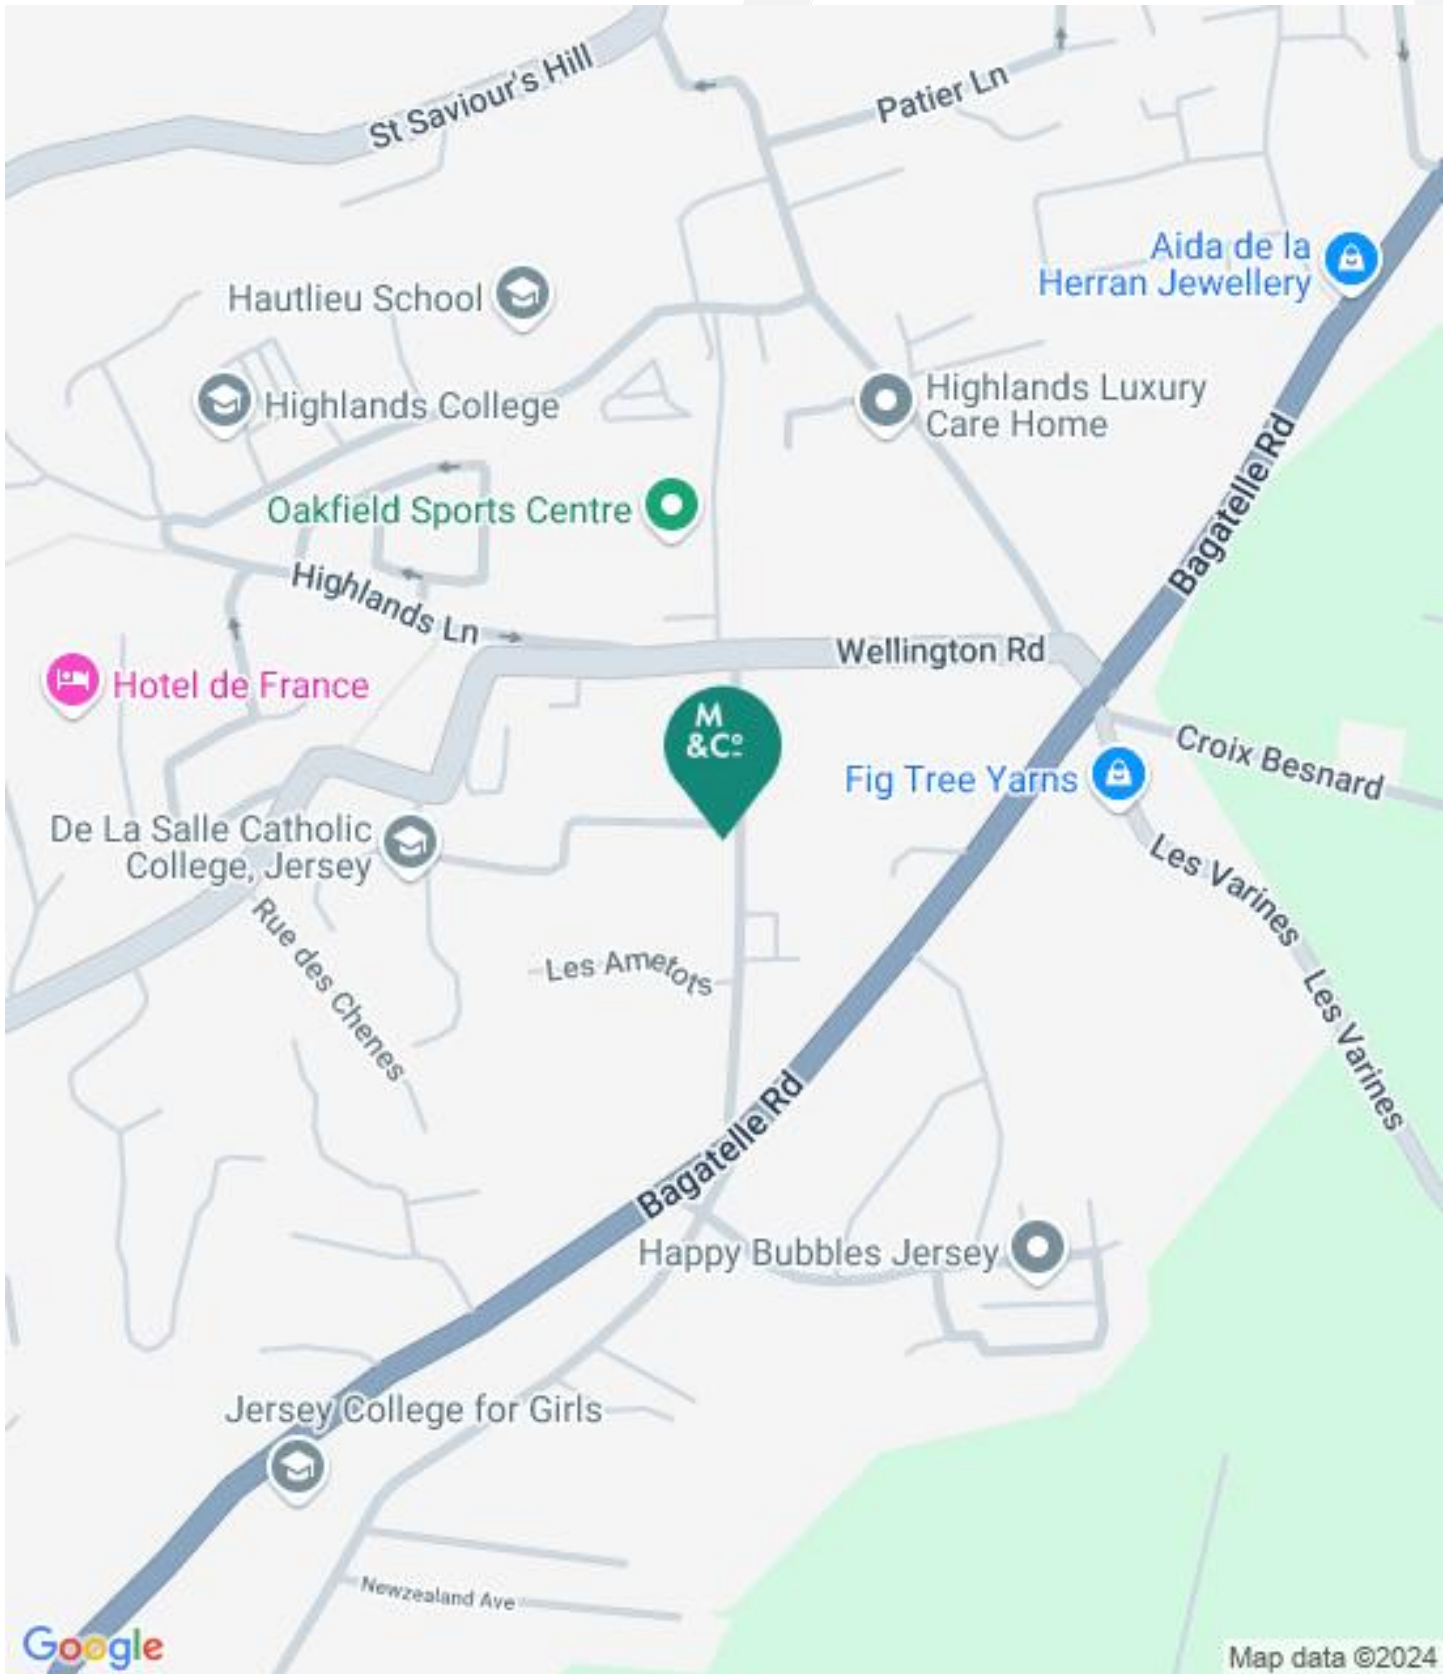 St Saviour's Hill
Patier Ln
Aida de la
Herran Jewellery
Hautlieu School
Highlands College
Highlands Luxury
Care Home
Bagatelle Rd
Oakfield Sports Centre
Highlands Ln
Wellington Rd
Hotel de France
M
&Cº
Croix Besnard
Fig Tree Yarns
De La Salle Catholic
College, Jersey
Les Varines
Rue des Chenes
Les Ametots
Les Varines
Bagatelle Rd
Happy Bubbles Jersey
Jersey College for Girls
Newzealand Ave
Google
Map data ©2024